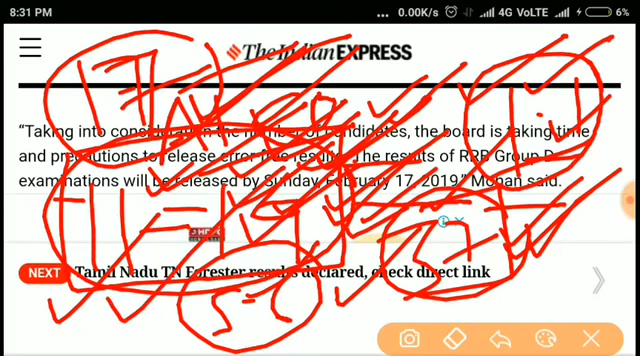 8:31 PM ... 0.00K/s 4G VoLTE 6%
The Indian EXPRESS
17
"Taking into consideration the number of candidates, the board is taking time
and precautions to release error free results. The results of RRB Group D
examinations will be released by Sunday, February 17, 2019," Mohan said.
NEXT Tamil Nadu TN Forester results declared, check direct link